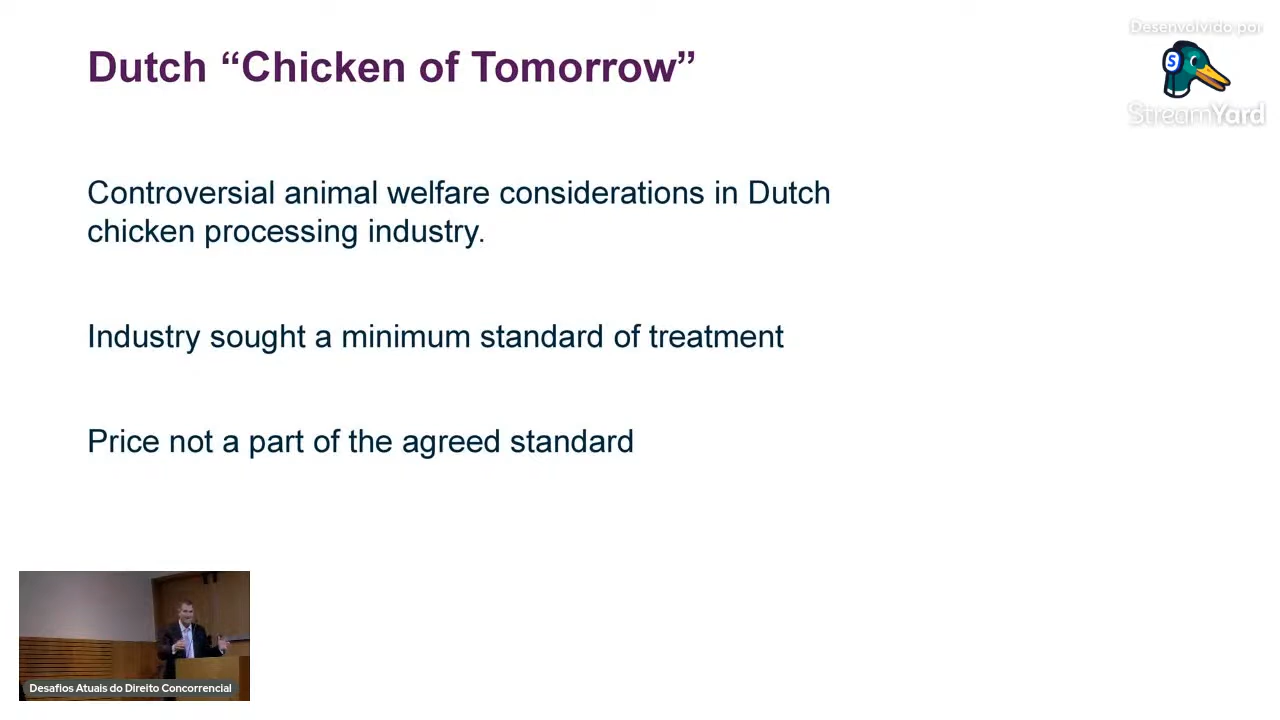 Desenvolvido por
StreamYard
Dutch “Chicken of Tomorrow”
Controversial animal welfare considerations in Dutch
chicken processing industry.
Industry sought a minimum standard of treatment
Price not a part of the agreed standard
Desafios Atuais do Direito Concorrencial